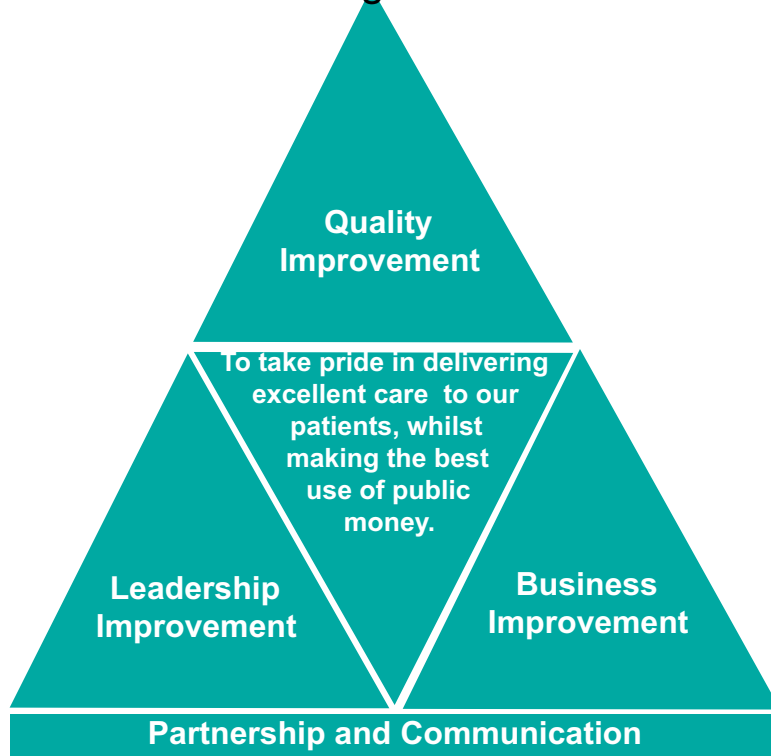 Quality
Improvement
To take pride in delivering
excellent care to our
patients, whilst
making the best
use of public
money.
Leadership
Improvement
Business
Improvement
Partnership and Communication